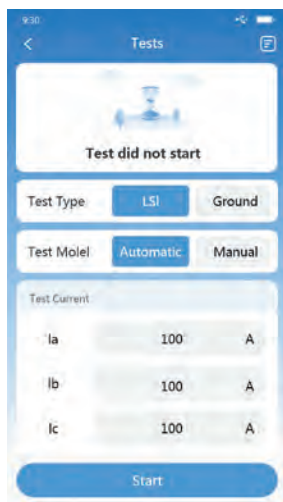 9:30
Tests
Test did not start
Test Type LSI Ground
Test Molel Automatic Manual
Test Current
Ia 100 A
Ib 100 A
Ic 100 A
Start